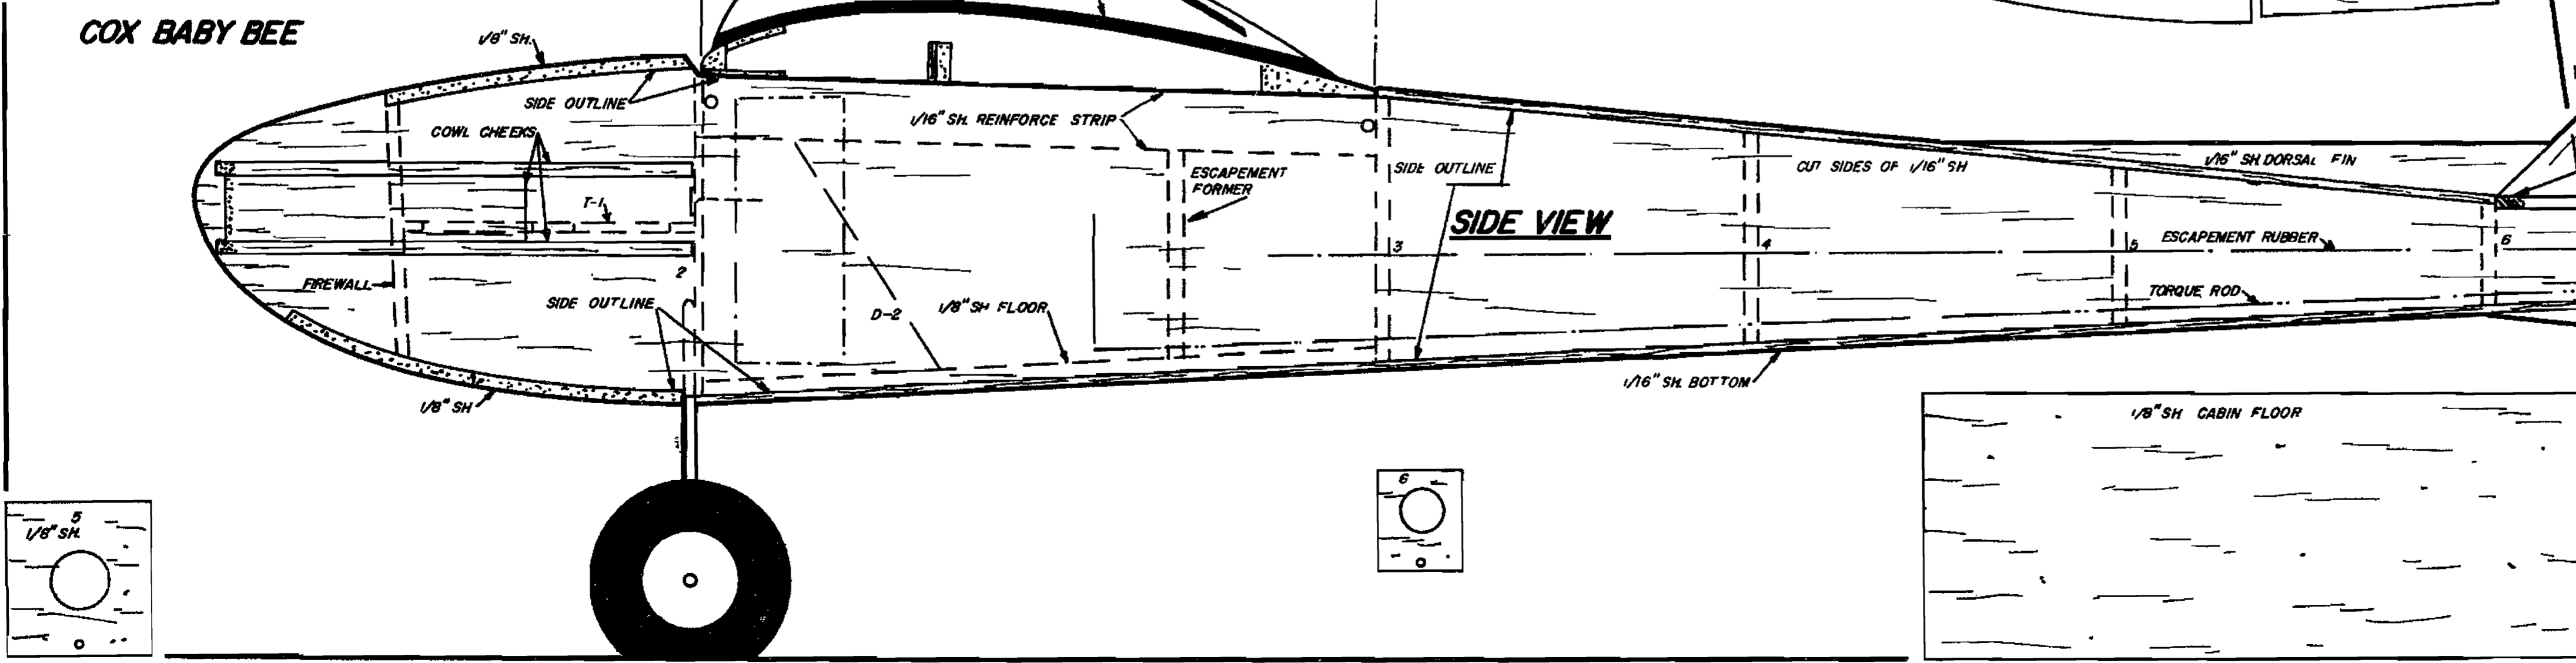 COX BABY BEE
1/8" SH.
SIDE OUTLINE
COWL CHEEKS
T-1
FIREWALL
2
SIDE OUTLINE
1/8" SH
1/16" SH. REINFORCE STRIP
ESCAPEMENT
FORMER
D-2
1/8" SH FLOOR
SIDE OUTLINE
SIDE VIEW
3
CUT SIDES OF 1/16" SH
4
1/16" SH. DORSAL FIN
5
ESCAPEMENT RUBBER
6
TORQUE ROD
1/16" SH. BOTTOM
1/8" SH CABIN FLOOR
5
1/8" SH.
6